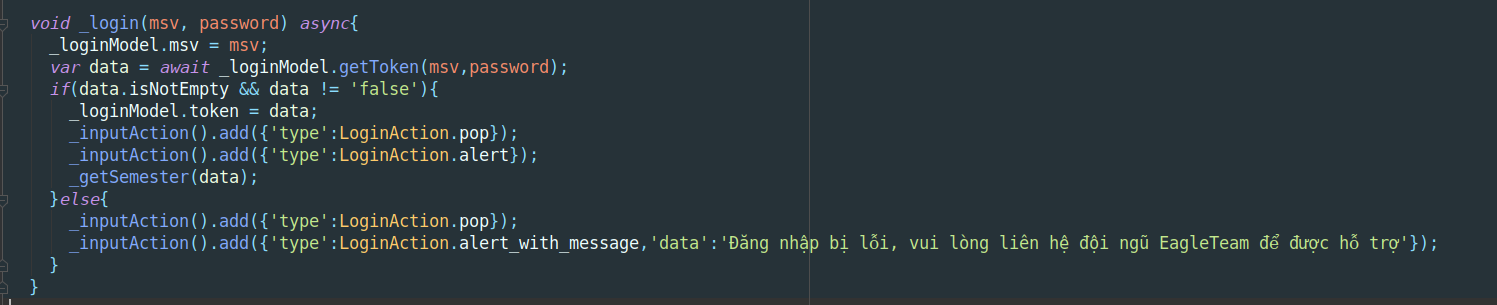 void _login(msv, password) async{
  _loginModel.msv = msv;
  var data = await _loginModel.getToken(msv,password);
  if(data.isNotEmpty && data != 'false'){
    _loginModel.token = data;
    _inputAction().add({'type':LoginAction.pop});
    _inputAction().add({'type':LoginAction.alert});
    _getSemester(data);
  }else{
    _inputAction().add({'type':LoginAction.pop});
    _inputAction().add({'type':LoginAction.alert_with_message,'data':'Đăng nhập bị lỗi, vui lòng liên hệ đội ngũ EagleTeam để được hỗ trợ'});
  }
}